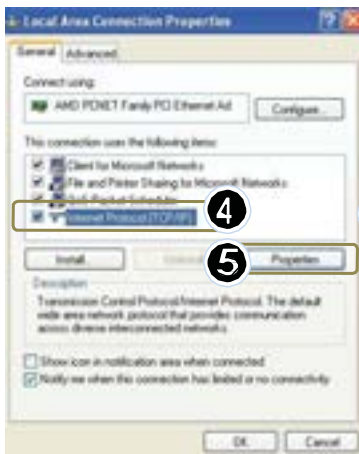 Local Area Connection Properties
General Advanced
Connect using:
AMD PCNET Family PCI Ethernet Ad Configure...
This connection uses the following items:
Client for Microsoft Networks
File and Printer Sharing for Microsoft Networks
QoS Packet Scheduler
Internet Protocol (TCP/IP) 4
Install... 5 Properties
Description
Transmission Control Protocol/Internet Protocol. The default
wide area network protocol that provides communication
across diverse interconnected networks.
Show icon in notification area when connected
Notify me when this connection has limited or no connectivity
OK Cancel